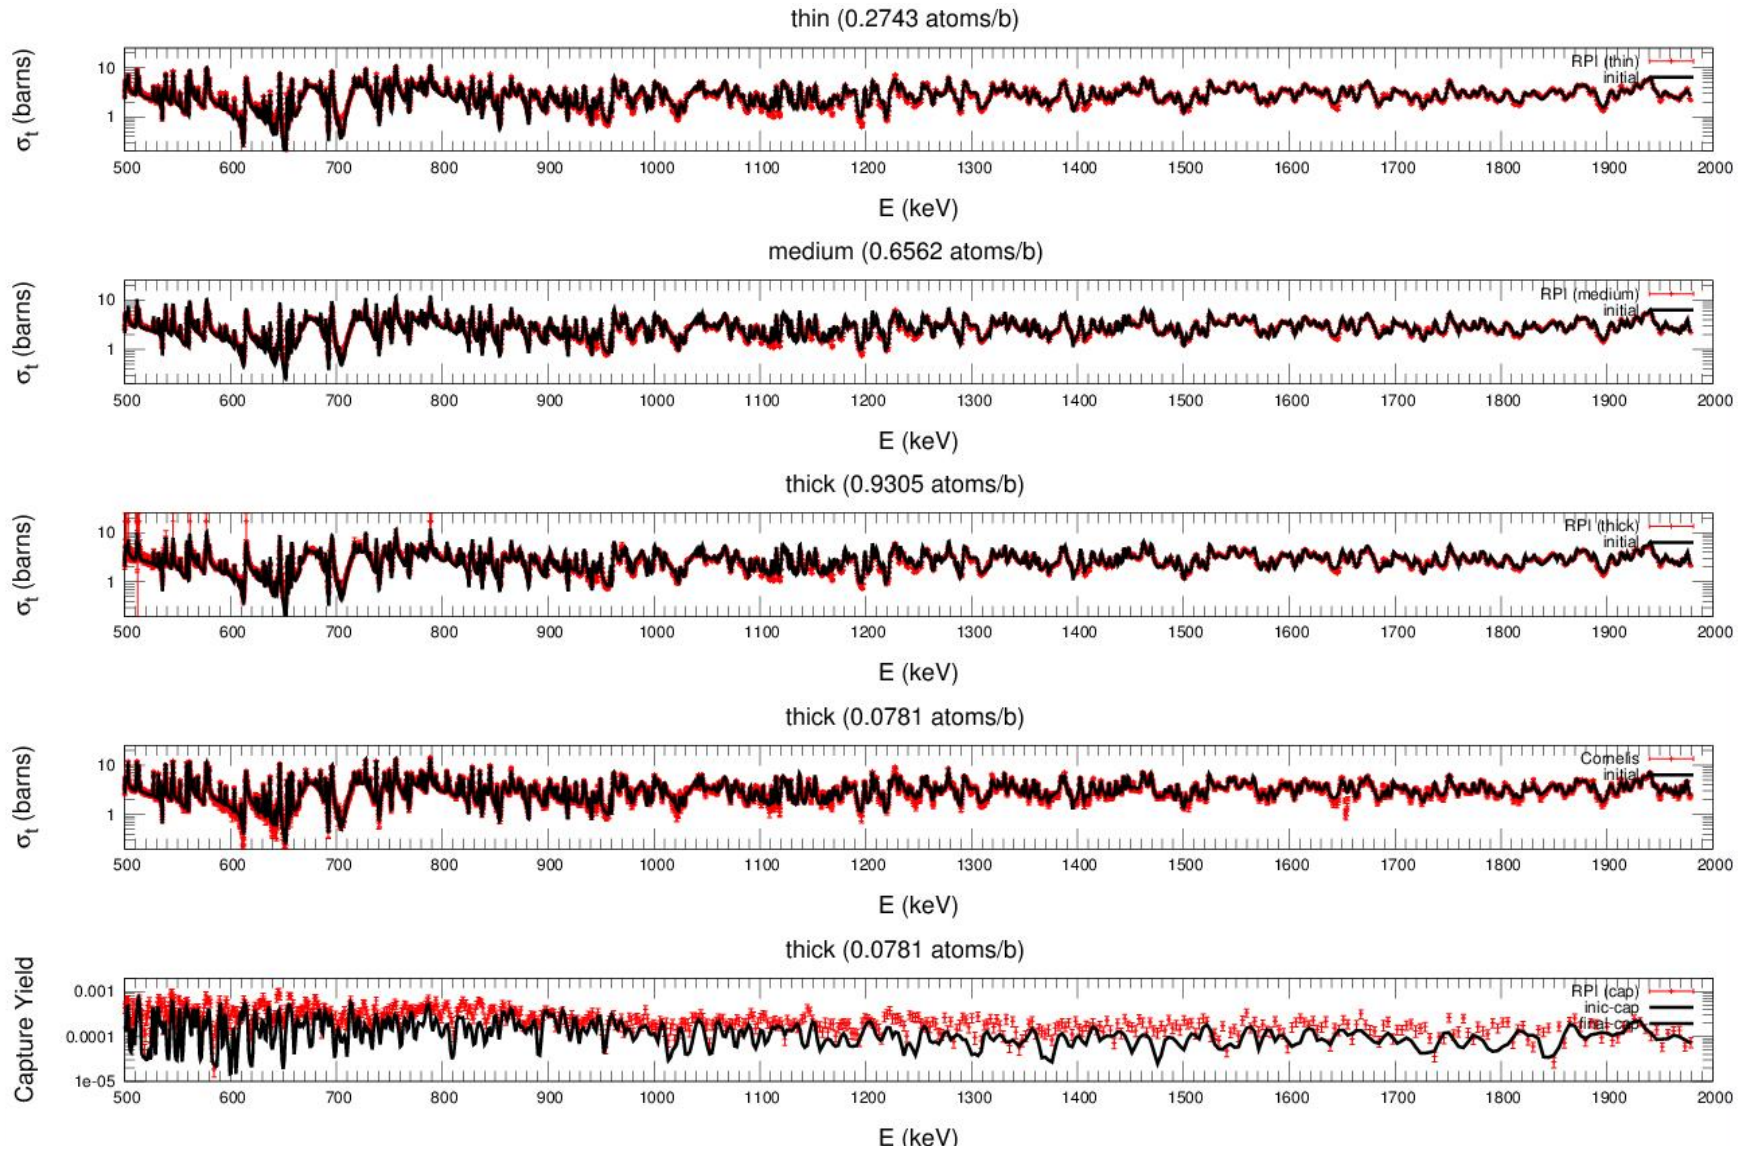 thin (0.2743 atoms/b)
σt (barns)
10
1
RPI (thin)
initial
500 600 700 800 900 1000 1100 1200 1300 1400 1500 1600 1700 1800 1900 2000
E (keV)
medium (0.6562 atoms/b)
σt (barns)
10
1
RPI (medium)
initial
500 600 700 800 900 1000 1100 1200 1300 1400 1500 1600 1700 1800 1900 2000
E (keV)
thick (0.9305 atoms/b)
σt (barns)
10
1
RPI (thick)
initial
500 600 700 800 900 1000 1100 1200 1300 1400 1500 1600 1700 1800 1900 2000
E (keV)
thick (0.0781 atoms/b)
σt (barns)
10
1
Cornelis
initial
500 600 700 800 900 1000 1100 1200 1300 1400 1500 1600 1700 1800 1900 2000
E (keV)
thick (0.0781 atoms/b)
Capture Yield
0.001
0.0001
1e-05
RPI (cap)
inic-cap
final-cap
500 600 700 800 900 1000 1100 1200 1300 1400 1500 1600 1700 1800 1900 2000
E (keV)